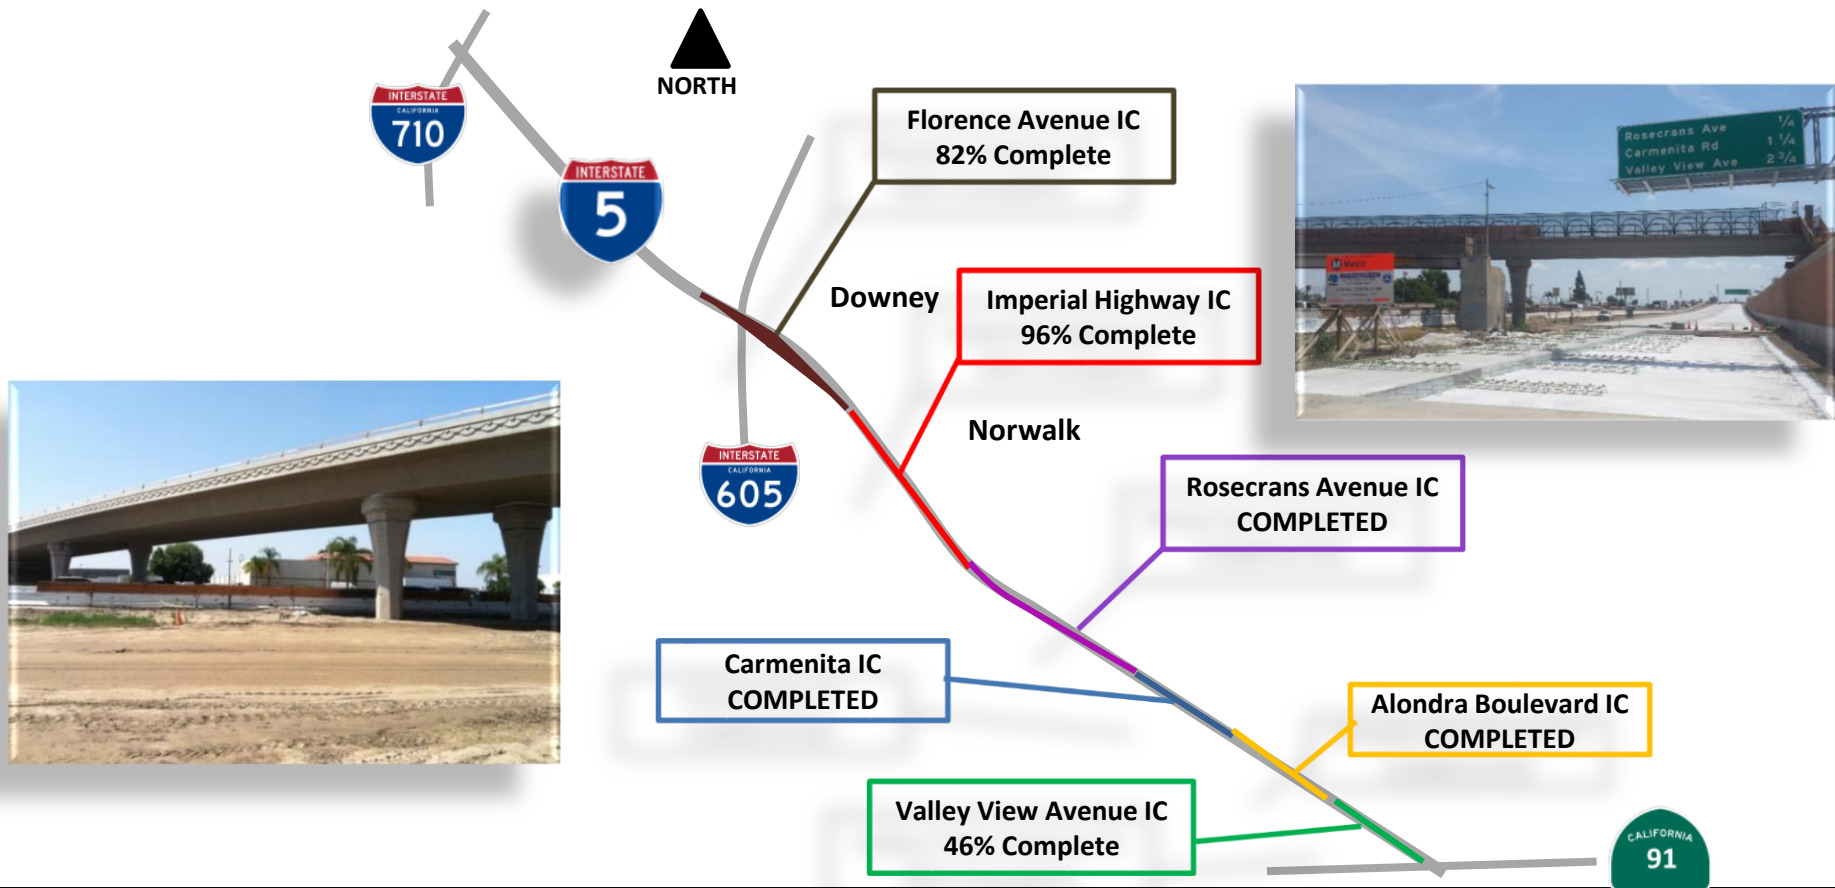 NORTH
INTERSTATE
CALIFORNIA
710
INTERSTATE
5
Florence Avenue IC
82% Complete
Rosecrans Ave 1/4
Carmenita Rd 1 1/4
Valley View Ave 2 3/4
Metro
Downey
Imperial Highway IC
96% Complete
Norwalk
INTERSTATE
CALIFORNIA
605
Rosecrans Avenue IC
COMPLETED
Carmenita IC
COMPLETED
Alondra Boulevard IC
COMPLETED
Valley View Avenue IC
46% Complete
CALIFORNIA
91